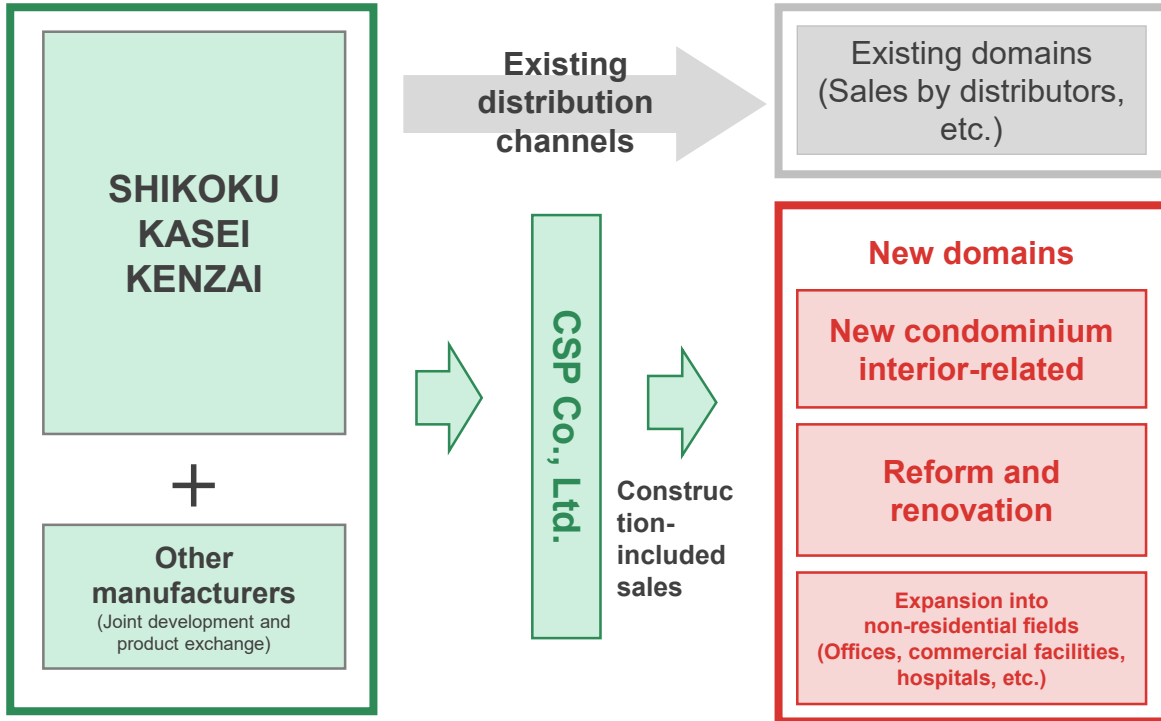 SHIKOKU
KASEI
KENZAI
+
Other
manufacturers
(Joint development and
product exchange)
Existing
distribution
channels
CSP Co., Ltd.
Construc
tion-
included
sales
Existing domains
(Sales by distributors,
etc.)
New domains
New condominium
interior-related
Reform and
renovation
Expansion into
non-residential fields
(Offices, commercial facilities,
hospitals, etc.)